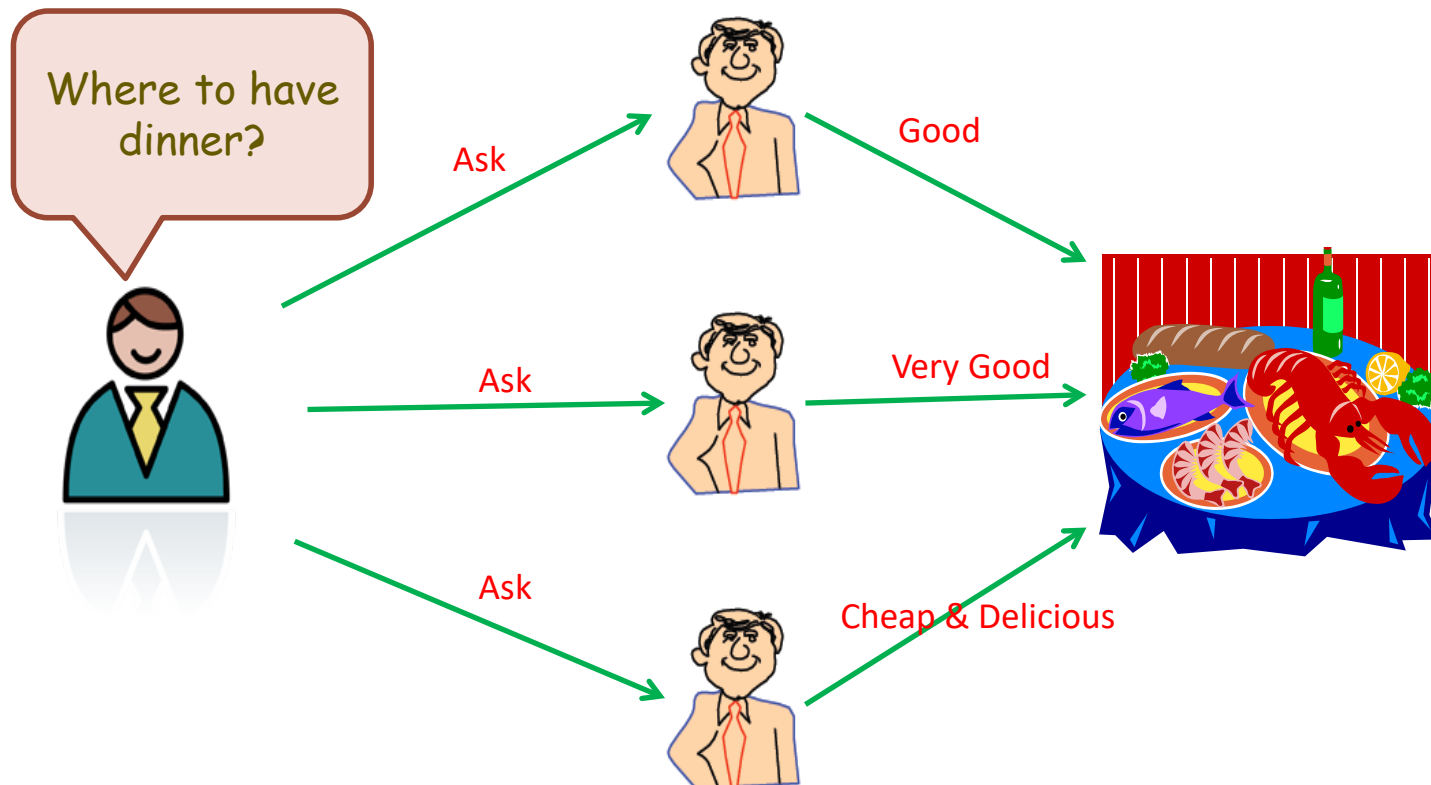 Where to have
dinner?
Ask
Good
Ask
Very Good
Ask
Cheap & Delicious